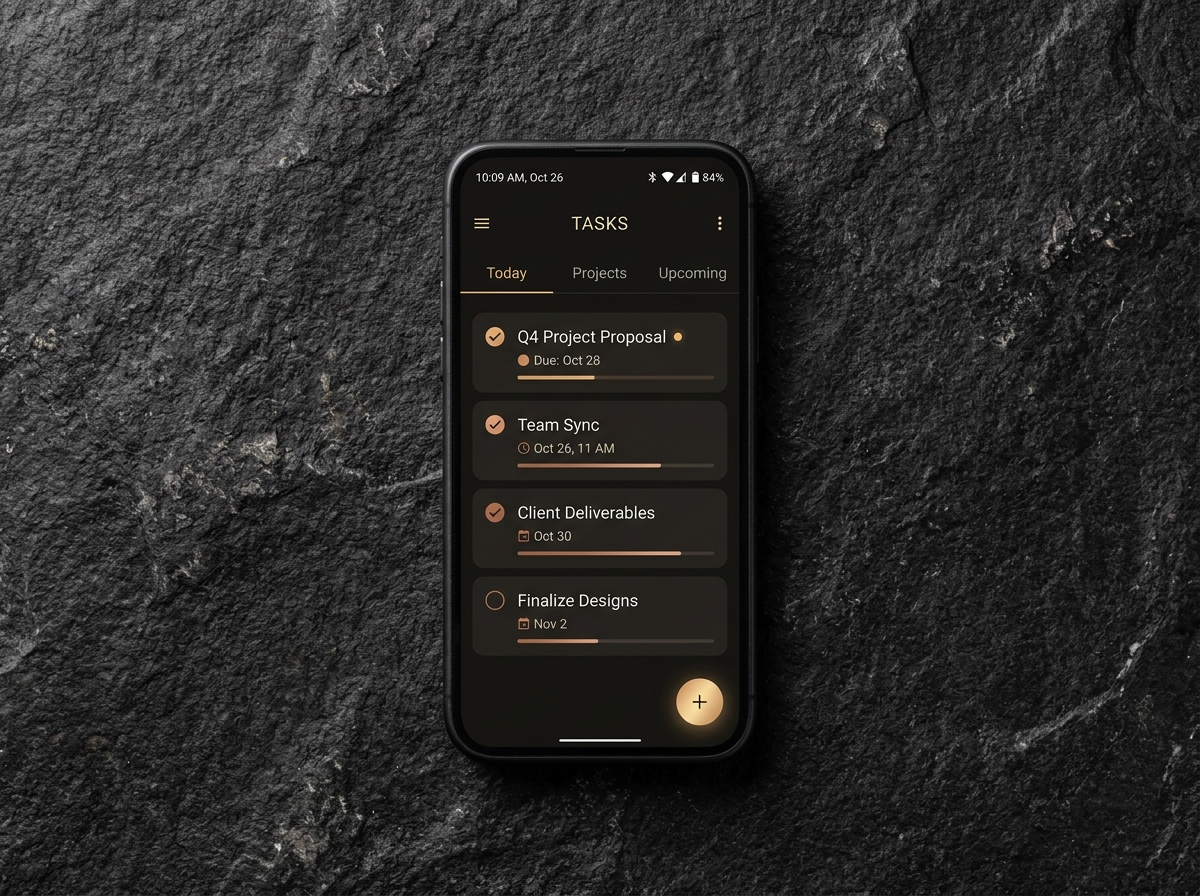 10:09 AM, Oct 26 84%
TASKS
Today Projects Upcoming
Q4 Project Proposal
Due: Oct 28
Team Sync
Oct 26, 11 AM
Client Deliverables
Oct 30
Finalize Designs
Nov 2